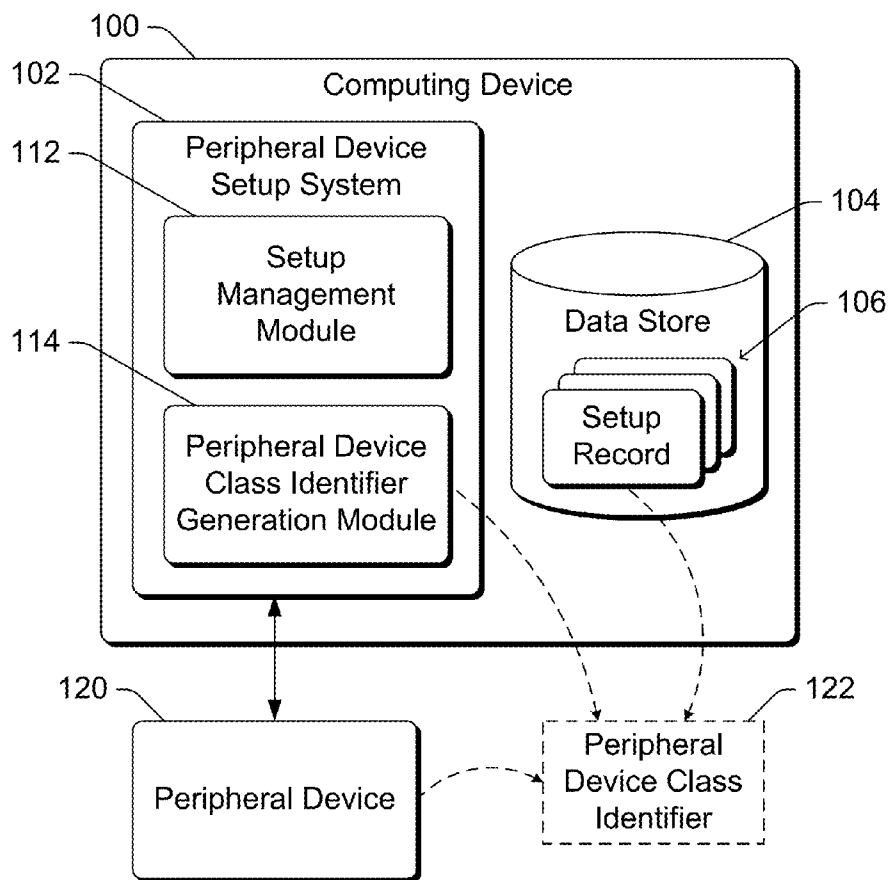 100
102
Computing Device
Peripheral Device
Setup System
112
Setup
Management
Module
104
Data Store
106
Setup
Record
114
Peripheral Device
Class Identifier
Generation Module
120
Peripheral Device
122
Peripheral
Device Class
Identifier